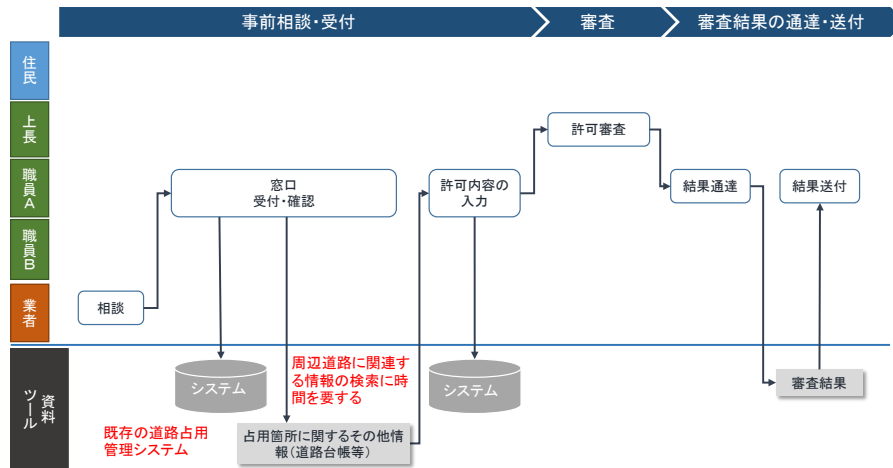 事前相談・受付
審査
審査結果の通達・送付
住民
上長
職員A
職員B
業者
資料
ツール
許可審査
窓口
受付・確認
許可内容の
入力
結果通達
結果送付
相談
システム
周辺道路に関連す
る情報の検索に時
間を要する
システム
審査結果
既存の道路占用
管理システム
占用箇所に関するその他情
報(道路台帳等)